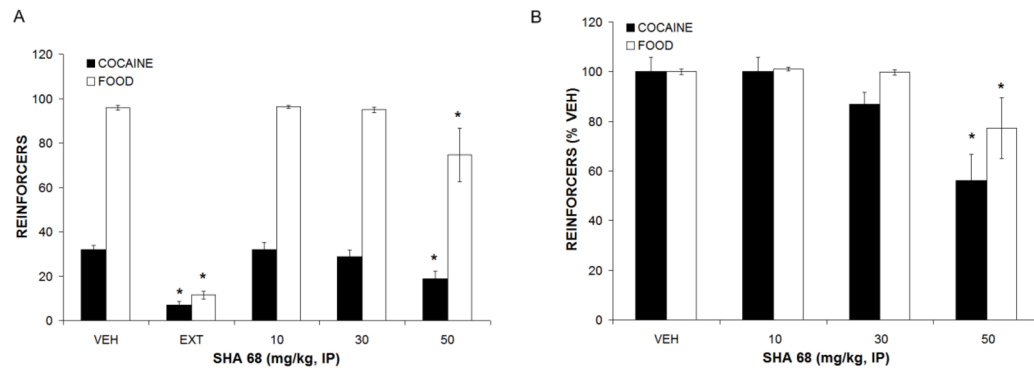 A
COCAINE
FOOD
REINFORCERS
120
100
80
60
40
20
0
*
*
*
*
VEH EXT 10 30 50
SHA 68 (mg/kg, IP)
B
COCAINE
FOOD
REINFORCERS (% VEH)
120
100
80
60
40
20
0
*
*
VEH 10 30 50
SHA 68 (mg/kg, IP)